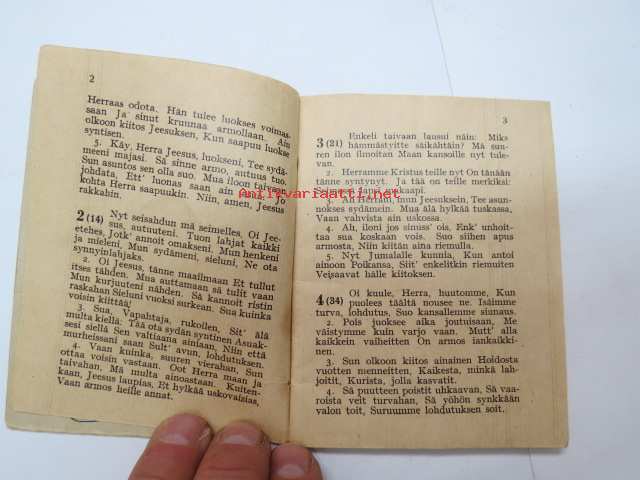 2
Herraas odota. Hän tulee luokses voimas-
saan Ja sinut kruunaa armollaan. Ain
olkoon kiitos Jeesuksen, Kun saapuu luokse
syntisen.
5. Käy, Herra Jeesus, luokseni, Tee sydä-
meni majasi. Sä sinne armo, autuus tuo.
Sun asuntos sen olla suo. Mua iloon taivaan
johdata, Ett' luonas saan ain Jo
kohta Herra saapuukin. Niin, amen, Jeesus
rakkahin.
2 (14) Nyt seisahdun mä seimelles, Oi Jee-
sus, autuuteni. Tuon lahjat kaikki
etehes, Jotk' annoit omakseni. Mun henkeni
ja mieleni, Mun sydämeni, sieluni, Ne ota
synnyinlahjaks.
2. Oi Jeesus, tänne maailmaan Et tullut
itses tähden. Mua auttamaan sä tulit vaan
Mun kurjuuteni nähden. Sä kannoit ristin
raskahan Sieluni vuoksi surkean. Sua kuinka
voisin kiittää!
3. Sua, Vapahtaja, rukoilen, Sit' älä
multa kiellä: Tää ota sydän syntinen Asuak-
sesi siellä Sen valtiaana ainiaan, Niin että
murheissani saan Sult' avun, lohdutuksen.
4. Vaan kuinka, suuren vierahan, Sun
ottaa voisin vastaan. Oot Herra maan ja
taivahan, Mä multa ainoastaan. Kuiten-
kaan, Jeesus laupias, Et hylkää uskovaisias,
Vaan armos heille annat.
3
3 (21) Enkeli taivaan lausui näin: Miks
hämmästyitte säikähtäin? Mä suu-
ren ilon ilmoitan Maan kansoille nyt tule-
van.
2. Herramme Kristus teille nyt On tänään
tänne syntynyt. Ja tää on teille merkiksi:
Seimessä lapsi makaapi.
antikvariaatti.net
3. Ah Herrani, mun Jeesuksein, Tee asun-
nokses sydämein. Mua älä hylkää tuskassa,
Vaan vahvista ain uskossa.
4. Ah, iloni jos sinuss' ois, Enk' unhoit-
taa sua koskaan vois. Suo siihen apus
armosta, Niin kiitän aina riemulla.
5. Nyt Jumalalle kunnia, Kun antoi
ainoon Poikansa, Siit' enkelitkin riemuiten
Veisaavat hälle kiitoksen.
4 (34) Oi kuule, Herra, huutomme, Kun
puolees täältä nousee ne. Isäimme
turva, lohdutus, Suo kansallemme siunaus.
2. Pois juoksee aika joutuisaan, Me
väistymme kuin varjo vaan. Mutt' alla
kaikkein vaiheitten On armos iankaikki-
nen.
3. Sun olkoon kiitos ainainen Hoidosta
vuotten menneitten, Kaikesta, minkä lah-
joitit, Kurista, jolla kasvatit.
4. Sä puutteen poistit uhkaavan, Sä vaa-
roista veit turvahan, Sä yöhön synkkään
valon toit, Suruumme lohdutuksen soit.